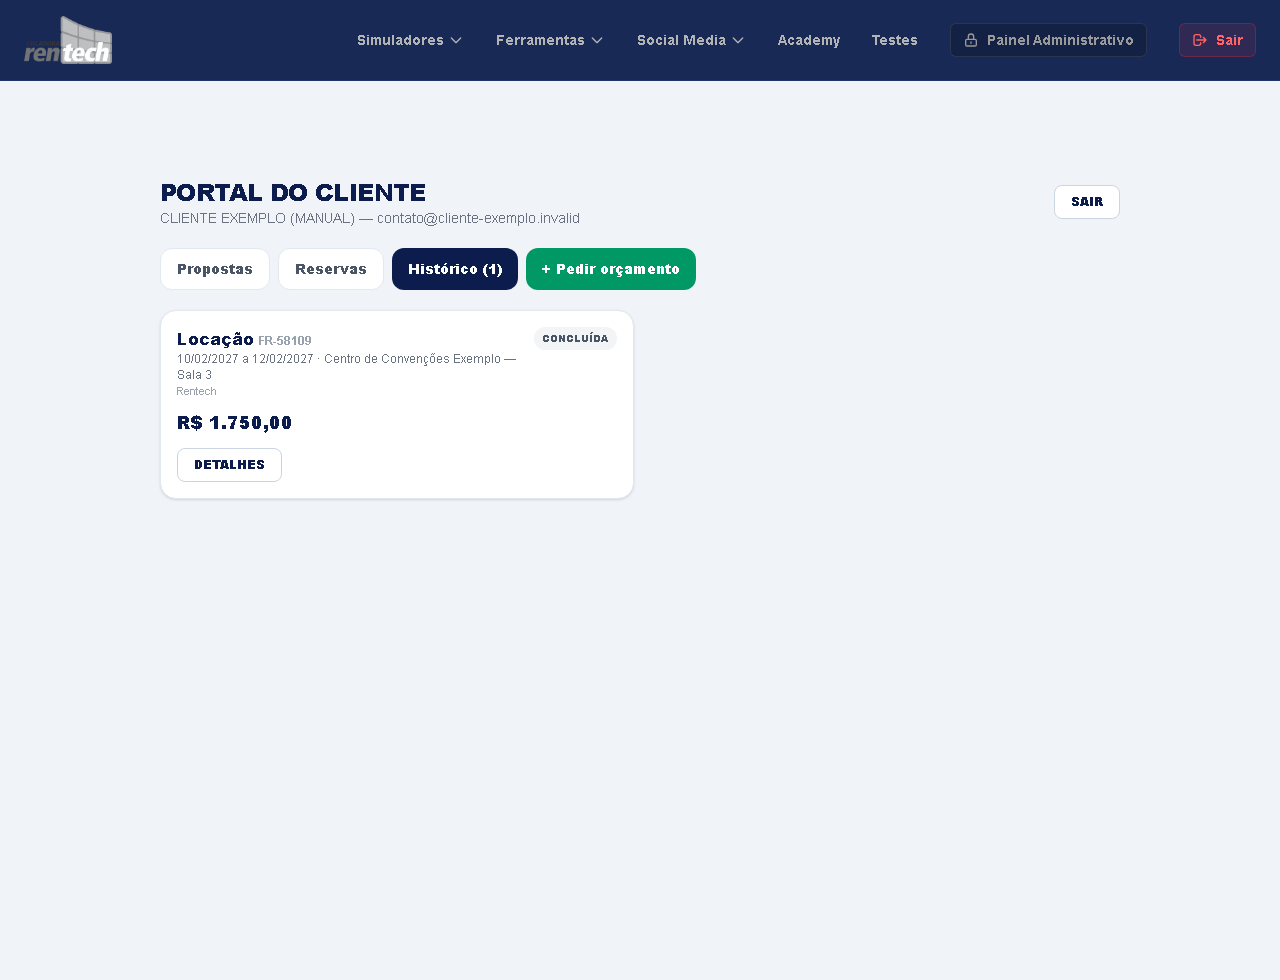 rentech
Simuladores
Ferramentas
Social Media
Academy
Testes
Painel Administrativo
Sair
PORTAL DO CLIENTE
CLIENTE EXEMPLO (MANUAL) — contato@cliente-exemplo.invalid
SAIR
Propostas
Reservas
Histórico (1)
+ Pedir orçamento
Locação FR-58109
CONCLUÍDA
10/02/2027 a 12/02/2027 · Centro de Convenções Exemplo —
Sala 3
Rentech
R$ 1.750,00
DETALHES